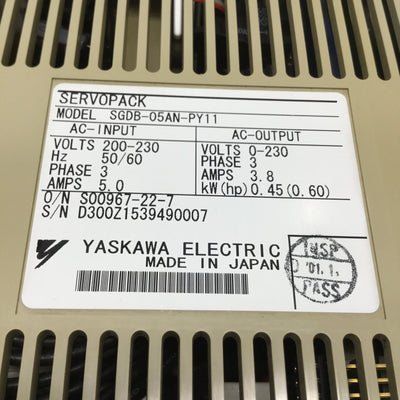 SERVOPACK
MODEL SGDB-05AN-PY11
AC-INPUT AC-OUTPUT
VOLTS 200-230 VOLTS 0-230
Hz 50/60 PHASE 3
PHASE 3 AMPS 3.8
AMPS 5.0 kW(hp) 0.45(0.60)
O/N S00967-22-7
S/N D300Z1539490007
YASKAWA ELECTRIC
MADE IN JAPAN
INSP
'01.1.
PASS